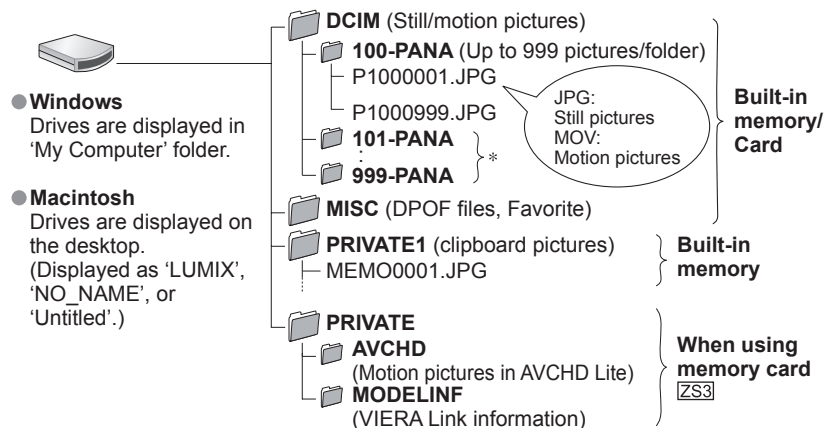 DCIM (Still/motion pictures)
100-PANA (Up to 999 pictures/folder)
P1000001.JPG
P1000999.JPG
JPG:
Still pictures
MOV:
Motion pictures
101-PANA
:
999-PANA
*
MISC (DPOF files, Favorite)
Built-in
memory/
Card
PRIVATE1 (clipboard pictures)
MEMO0001.JPG
Built-in
memory
PRIVATE
AVCHD
(Motion pictures in AVCHD Lite)
MODELINF
(VIERA Link information)
When using
memory card
ZS3
●Windows
Drives are displayed in
‘My Computer’ folder.
●Macintosh
Drives are displayed on
the desktop.
(Displayed as ‘LUMIX’,
‘NO_NAME’, or
‘Untitled’.)